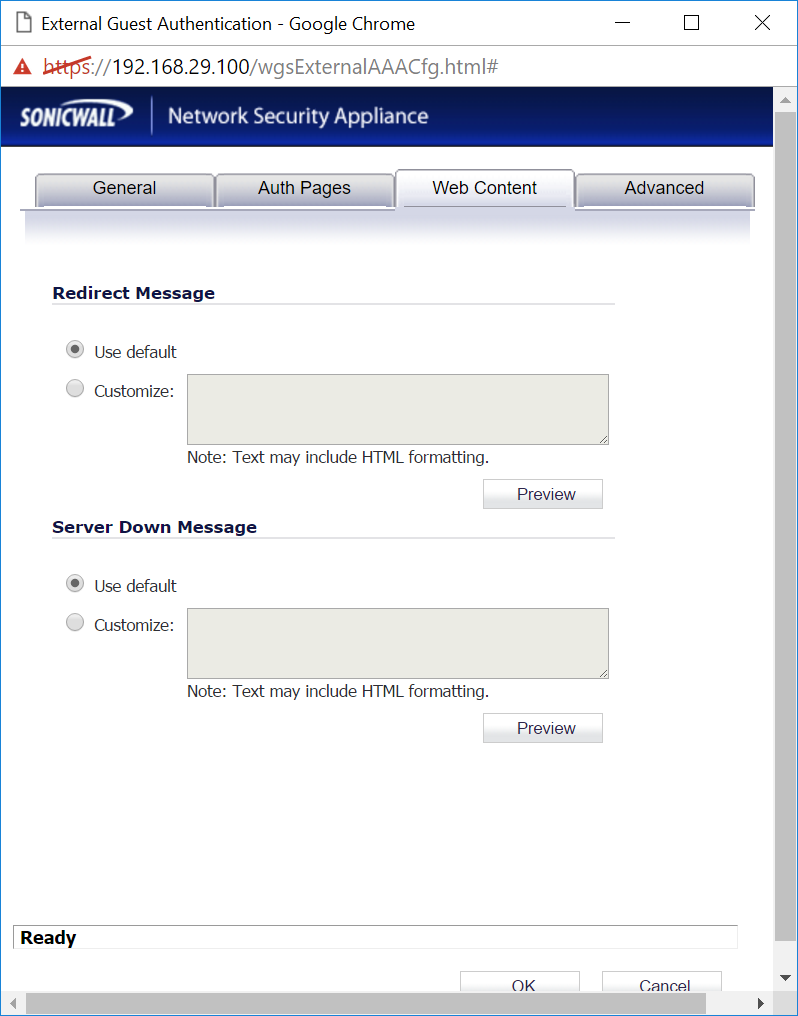 External Guest Authentication - Google Chrome
https://192.168.29.100/wgsExternalAAACfg.html#
SONICWALL Network Security Appliance
General Auth Pages Web Content Advanced
Redirect Message
Use default
Customize:
Note: Text may include HTML formatting.
Preview
Server Down Message
Use default
Customize:
Note: Text may include HTML formatting.
Preview
Ready
OK Cancel